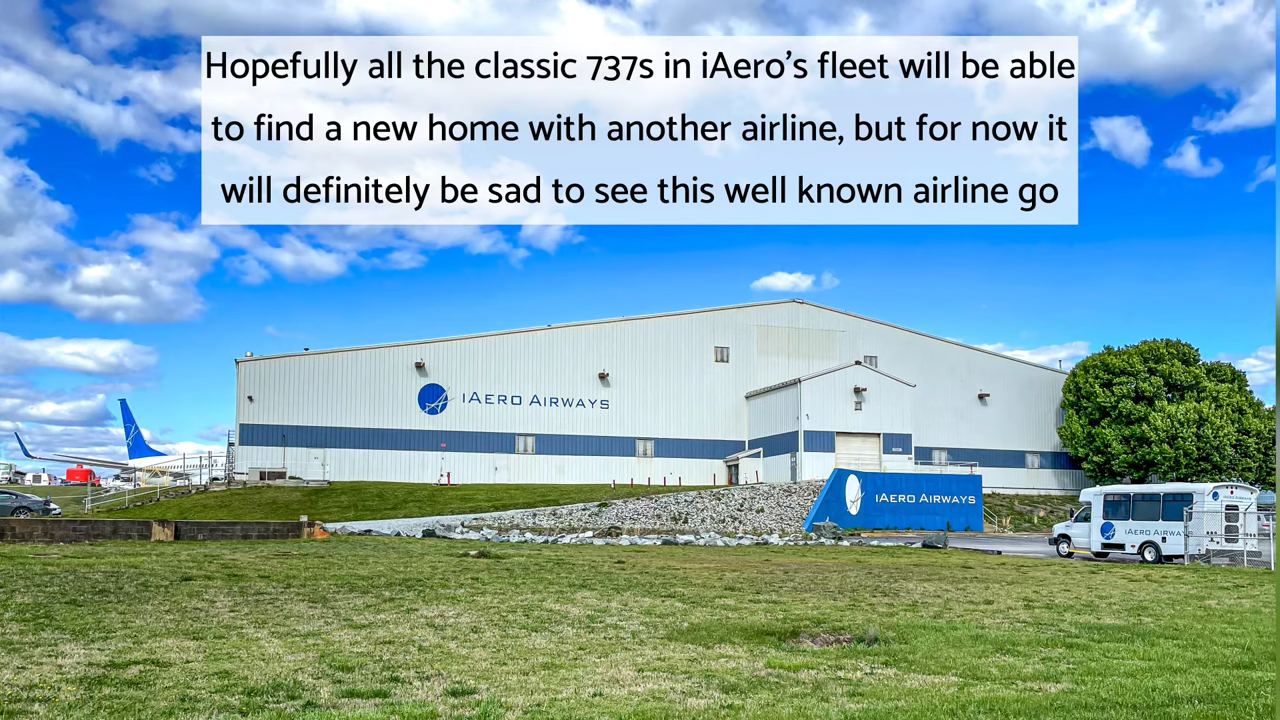 Hopefully all the classic 737s in iAero's fleet will be able
to find a new home with another airline, but for now it
will definitely be sad to see this well known airline go
iAero Airways
iAero Airways
iAero Airways